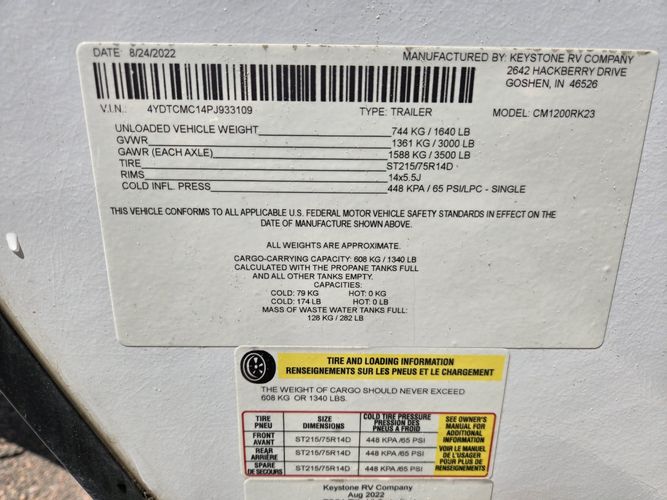 DATE: 8/24/2022
MANUFACTURED BY: KEYSTONE RV COMPANY
2642 HACKBERRY DRIVE
GOSHEN, IN 46526
V.I.N.: 4YDTCMC14PJ933109 TYPE: TRAILER MODEL: CM1200RK23
UNLOADED VEHICLE WEIGHT 744 KG / 1640 LB
GVWR 1361 KG / 3000 LB
GAWR (EACH AXLE) 1588 KG / 3500 LB
TIRE ST215/75R14D
RIMS 14x5.5J
COLD INFL. PRESS 448 KPA / 65 PSI/LPC - SINGLE
THIS VEHICLE CONFORMS TO ALL APPLICABLE U.S. FEDERAL MOTOR VEHICLE SAFETY STANDARDS IN EFFECT ON THE
DATE OF MANUFACTURE SHOWN ABOVE.
ALL WEIGHTS ARE APPROXIMATE.
CARGO-CARRYING CAPACITY: 608 KG / 1340 LB
CALCULATED WITH THE PROPANE TANKS FULL
AND ALL OTHER TANKS EMPTY.
CAPACITIES:
COLD: 79 KG HOT: 0 KG
COLD: 174 LB HOT: 0 LB
MASS OF WASTE WATER TANKS FULL:
128 KG / 282 LB
TIRE AND LOADING INFORMATION
RENSEIGNEMENTS SUR LES PNEUS ET LE CHARGEMENT
THE WEIGHT OF CARGO SHOULD NEVER EXCEED
608 KG OR 1340 LBS.
TIRE
PNEU
SIZE
DIMENSIONS
COLD TIRE PRESSURE
PRESSION DES
PNEUS A FROID
SEE OWNER'S
MANUAL FOR
ADDITIONAL
INFORMATION
VOIR LE MANUEL
DE L'USAGER
POUR PLUS DE
RENSEIGNEMENTS
FRONT
AVANT
ST215/75R14D 448 KPA /65 PSI
REAR
ARRIÈRE
ST215/75R14D 448 KPA /65 PSI
SPARE
DE SECOURS
ST215/75R14D 448 KPA /65 PSI
Keystone RV Company
Aug 2022